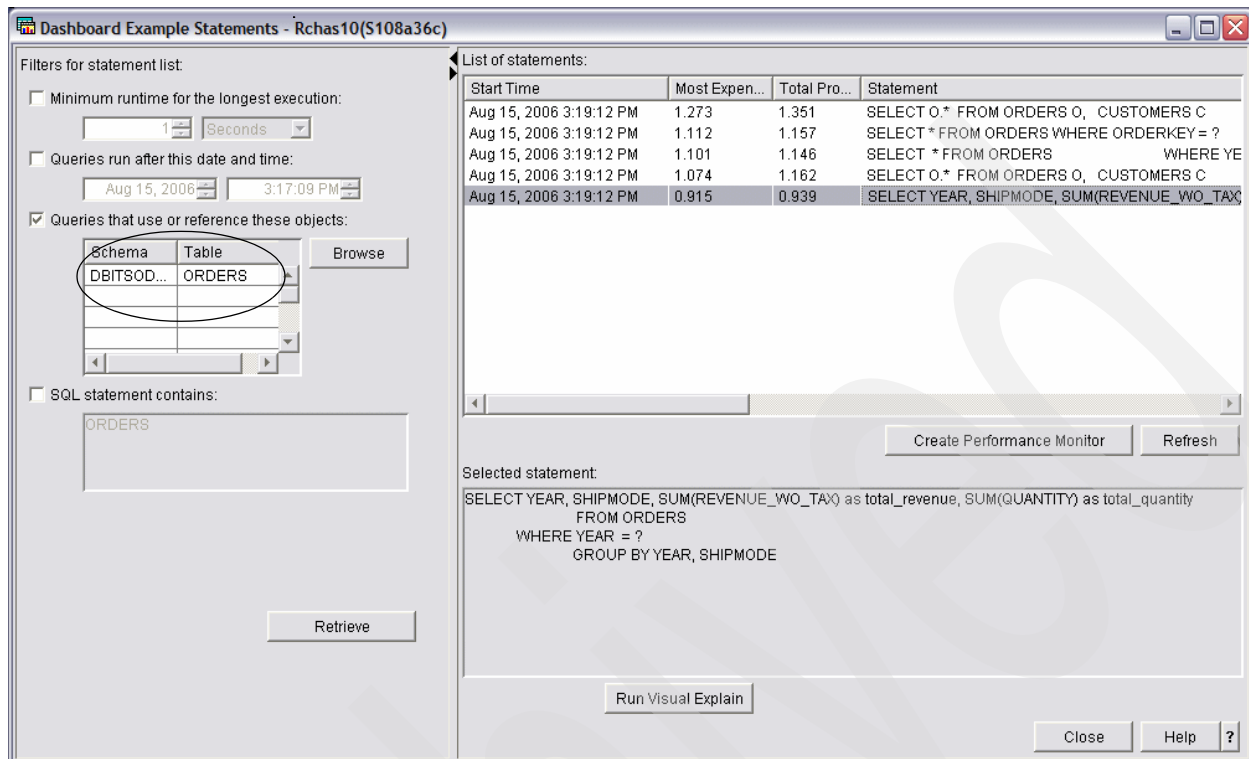 Dashboard Example Statements - Rchas10(S108a36c)
Filters for statement list:
Minimum runtime for the longest execution:
1 Seconds
Queries run after this date and time:
Aug 15, 2006 3:17:09 PM
Queries that use or reference these objects:
Schema Table
DBITSOD... ORDERS
Browse
SQL statement contains:
ORDERS
Retrieve
List of statements:
Start Time Most Expen... Total Pro... Statement
Aug 15, 2006 3:19:12 PM 1.273 1.351 SELECT O.* FROM ORDERS O, CUSTOMERS C
Aug 15, 2006 3:19:12 PM 1.112 1.157 SELECT * FROM ORDERS WHERE ORDERKEY = ?
Aug 15, 2006 3:19:12 PM 1.101 1.146 SELECT * FROM ORDERS WHERE YE
Aug 15, 2006 3:19:12 PM 1.074 1.162 SELECT O.* FROM ORDERS O, CUSTOMERS C
Aug 15, 2006 3:19:12 PM 0.915 0.939 SELECT YEAR, SHIPMODE, SUM(REVENUE_WO_TAX)
Create Performance Monitor Refresh
Selected statement:
SELECT YEAR, SHIPMODE, SUM(REVENUE_WO_TAX) as total_revenue, SUM(QUANTITY) as total_quantity
FROM ORDERS
WHERE YEAR = ?
GROUP BY YEAR, SHIPMODE
Run Visual Explain
Close Help ?